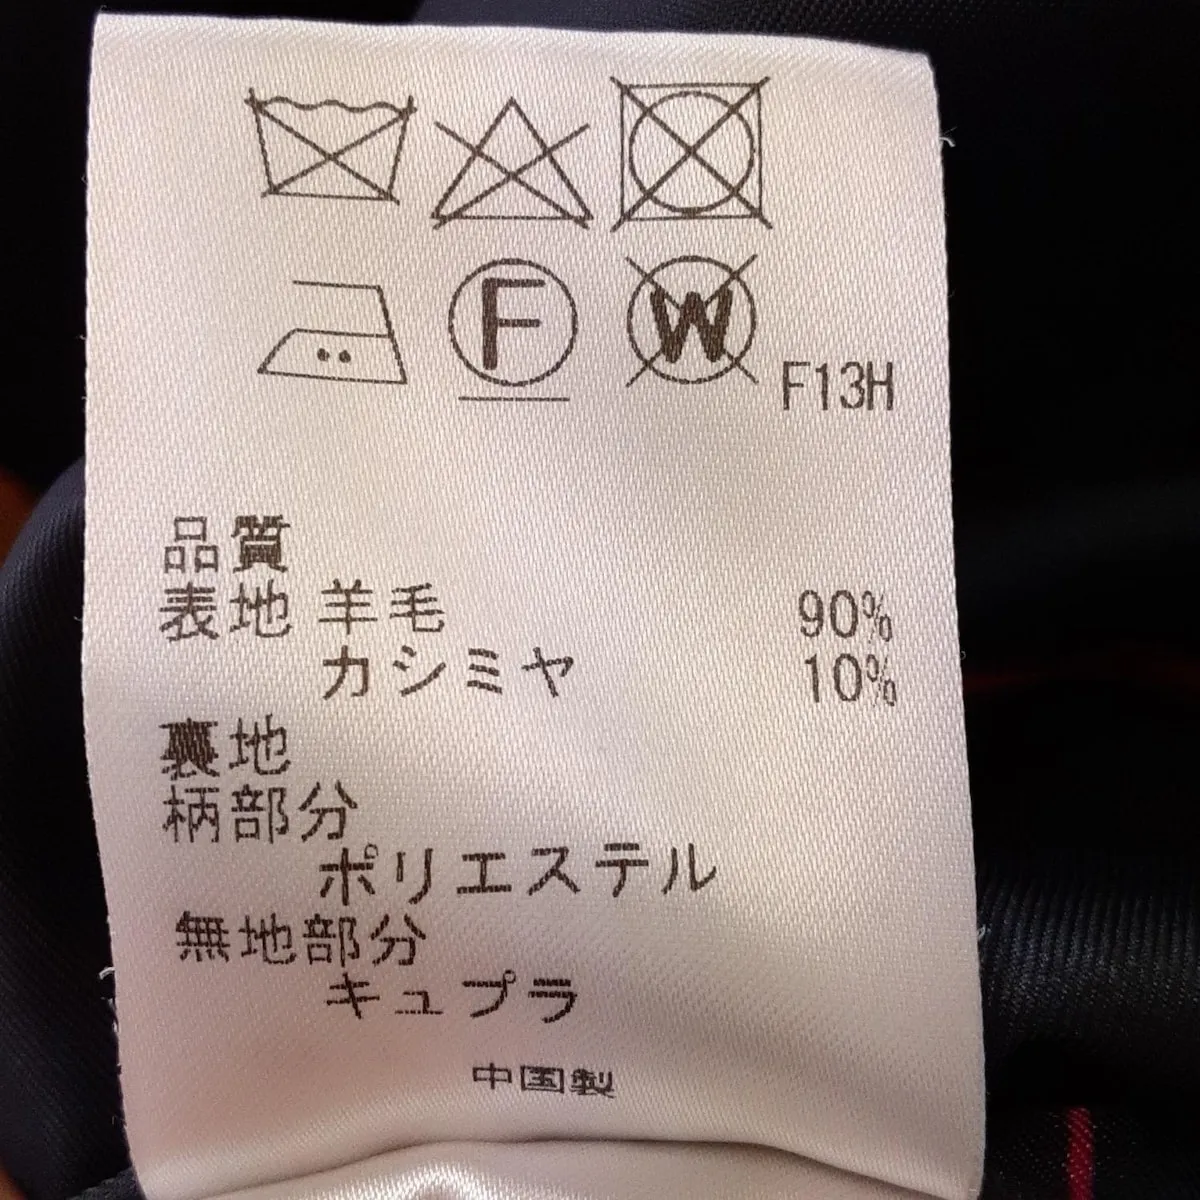 F
W
F13H
品質
表地 羊毛 90%
カシミヤ 10%
裏地
柄部分
ポリエステル
無地部分
キュプラ
中国製